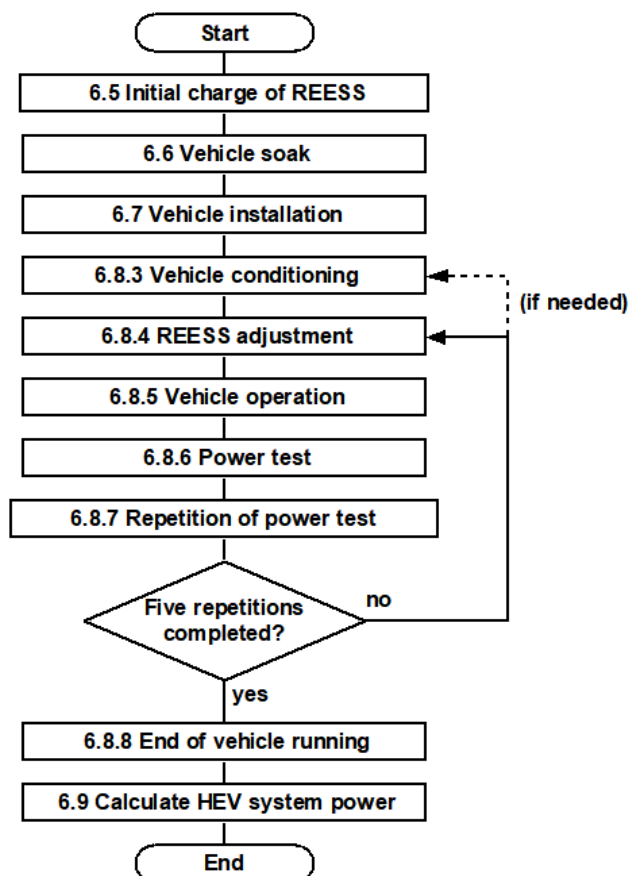 Start
6.5 Initial charge of REESS
6.6 Vehicle soak
6.7 Vehicle installation
6.8.3 Vehicle conditioning
(if needed)
6.8.4 REESS adjustment
6.8.5 Vehicle operation
6.8.6 Power test
6.8.7 Repetition of power test
Five repetitions
completed?
no
yes
6.8.8 End of vehicle running
6.9 Calculate HEV system power
End